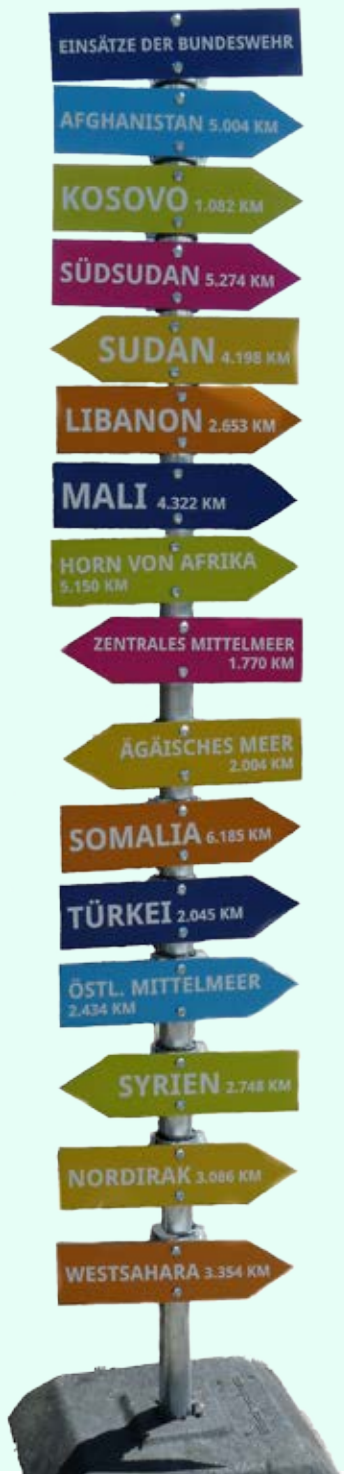 EINSÄTZE DER BUNDESWEHR
AFGHANISTAN 5.004 KM
KOSOVO 1.082 KM
SÜDSUDAN 5.274 KM
SUDAN 4.198 KM
LIBANON 2.653 KM
MALI 4.322 KM
HORN VON AFRIKA
5.150 KM
ZENTRALES MITTELMEER
1.770 KM
ÄGÄISCHES MEER
2.004 KM
SOMALIA 6.185 KM
TÜRKEI 2.045 KM
ÖSTL. MITTELMEER
2.434 KM
SYRIEN 2.748 KM
NORDIRAK 3.086 KM
WESTSAHARA 3.354 KM